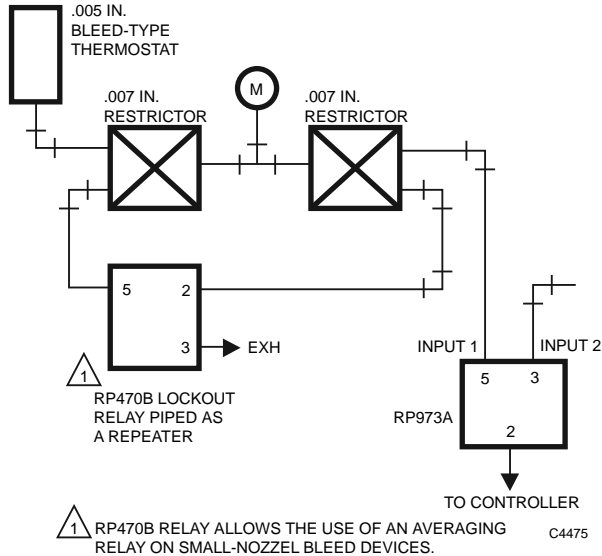 .005 IN.
BLEED-TYPE
THERMOSTAT
.007 IN.
RESTRICTOR
M
.007 IN.
RESTRICTOR
5
2
3
EXH
1
RP470B LOCKOUT
RELAY PIPED AS
A REPEATER
INPUT 1
INPUT 2
5
3
RP973A
2
TO CONTROLLER
1
RP470B RELAY ALLOWS THE USE OF AN AVERAGING
RELAY ON SMALL-NOZZEL BLEED DEVICES.
C4475